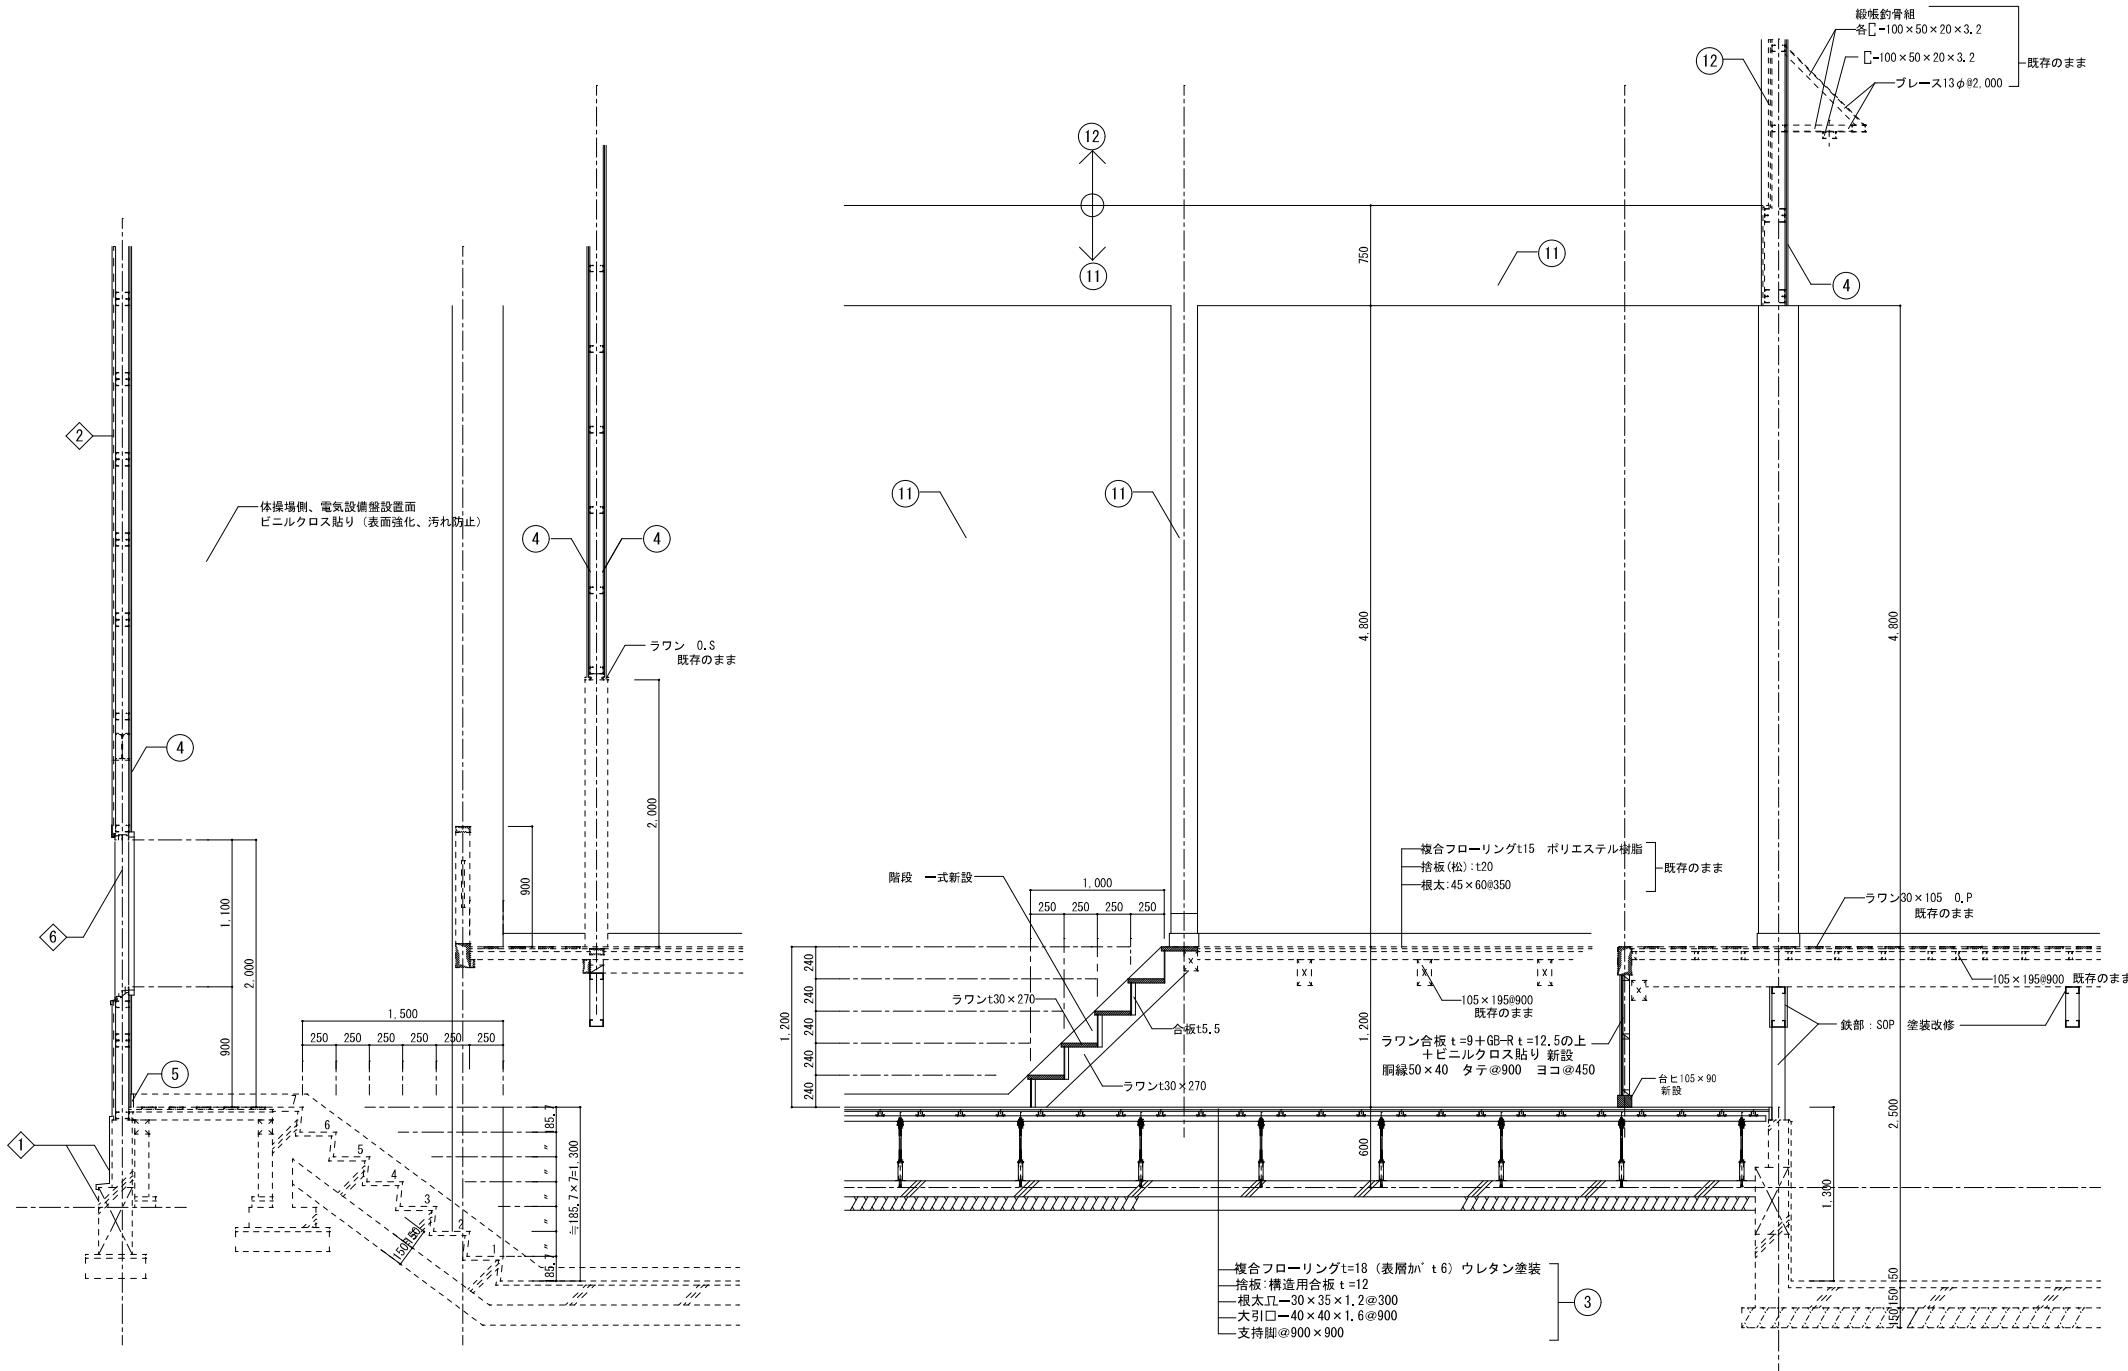 緞帳釣骨組
各[-100×50×20×3.2
[-100×50×20×3.2
ブレース13φ@2,000
既存のまま
12
12
11
11
4
750
2
体操場側、電気設備盤設置面
ビニルクロス貼り（表面強化、汚れ防止）
4
4
11
11
4,800
4,800
ラワン O.S
既存のまま
4
2,000
900
6
1,100
2,000
900
5
1
1,500
250
250
250
250
250
250
6
5
4
3
2
1
150
150
185.7
〃
〃
〃
〃
〃
185.7
≒185.7×7=1,300
階段 一式新設
1,000
250
250
250
250
複合フローリングt15 ポリエステル樹脂
捨板(松):t20
根太:45×60@350
既存のまま
ラワン30×105 O.P
既存のまま
240
240
240
240
240
1,200
ラワンt30×270
合板t5.5
ラワンt30×270
105×195@900
既存のまま
105×195@900 既存のまま
1,200
ラワン合板t=9+GB-R t=12.5の上
+ビニルクロス貼り 新設
胴縁50×40 タテ@900 ヨコ@450
鉄部:SOP 塗装改修
台ヒ105×90
新設
600
2,500
1,300
150
150
50
複合フローリングt=18（表層ｶﾊﾞt6）ウレタン塗装
捨板:構造用合板t=12
根太 -30×35×1.2@300
大引□-40×40×1.6@900
支持脚@900×900
3